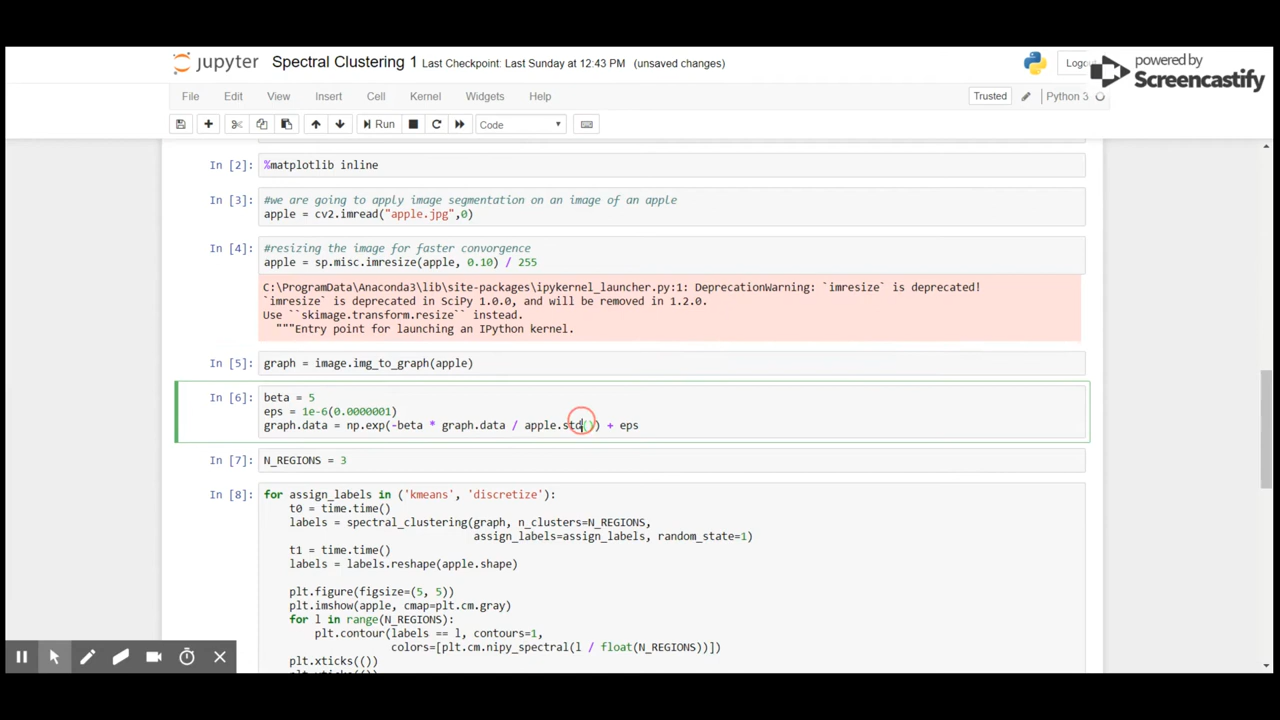 jupyter Spectral Clustering 1 Last Checkpoint: Last Sunday at 12:43 PM (unsaved changes)
powered by
Screencastify
File Edit View Insert Cell Kernel Widgets Help Trusted Python 3
Run Code
In [2]: %matplotlib inline
In [3]: #we are going to apply image segmentation on an image of an apple
apple = cv2.imread("apple.jpg",0)
In [4]: #resizing the image for faster convorgence
apple = sp.misc.imresize(apple, 0.10) / 255
C:\ProgramData\Anaconda3\lib\site-packages\ipykernel_launcher.py:1: DeprecationWarning: `imresize` is deprecated!
`imresize` is deprecated in SciPy 1.0.0, and will be removed in 1.2.0.
Use ``skimage.transform.resize`` instead.
"""Entry point for launching an IPython kernel.
In [5]: graph = image.img_to_graph(apple)
In [6]: beta = 5
eps = 1e-6(0.0000001)
graph.data = np.exp(-beta * graph.data / apple.std()) + eps
In [7]: N_REGIONS = 3
In [8]: for assign_labels in ('kmeans', 'discretize'):
t0 = time.time()
labels = spectral_clustering(graph, n_clusters=N_REGIONS,
assign_labels=assign_labels, random_state=1)
t1 = time.time()
labels = labels.reshape(apple.shape)
plt.figure(figsize=(5, 5))
plt.imshow(apple, cmap=plt.cm.gray)
for l in range(N_REGIONS):
plt.contour(labels == l, contours=1,
colors=[plt.cm.nipy_spectral(l / float(N_REGIONS))])
plt.xticks(())